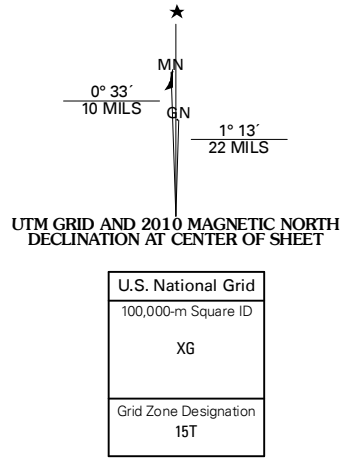 ★
MN
0° 33´
10 MILS
GN
1° 13´
22 MILS
UTM GRID AND 2010 MAGNETIC NORTH
DECLINATION AT CENTER OF SHEET
U.S. National Grid
100,000-m Square ID
XG
Grid Zone Designation
15T